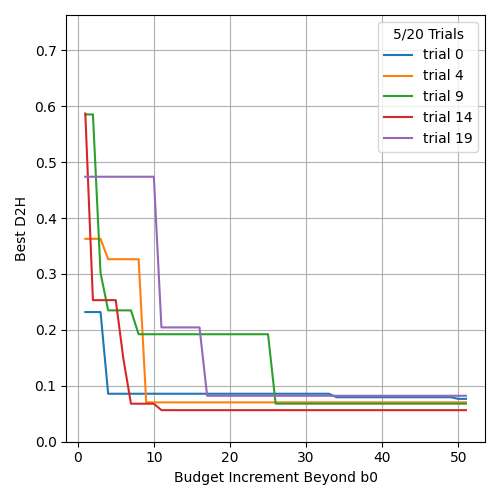 5/20 Trials
trial 0
trial 4
trial 9
trial 14
trial 19
Best D2H
0.7
0.6
0.5
0.4
0.3
0.2
0.1
0.0
0 10 20 30 40 50
Budget Increment Beyond b0